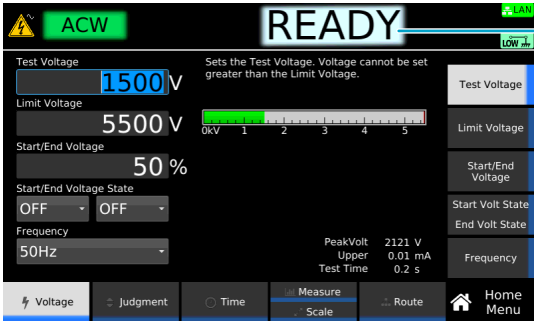 ACW
READY
LAN
LOW
Test Voltage
1500 V
Limit Voltage
5500 V
Start/End Voltage
50 %
Start/End Voltage State
OFF OFF
Frequency
50Hz
Sets the Test Voltage. Voltage cannot be set
greater than the Limit Voltage.
0kV 1 2 3 4 5
PeakVolt 2121 V
Upper 0.01 mA
Test Time 0.2 s
Test Voltage
Limit Voltage
Start/End
Voltage
Start Volt State
End Volt State
Frequency
Voltage
Judgment
Time
Measure
Scale
Route
Home
Menu